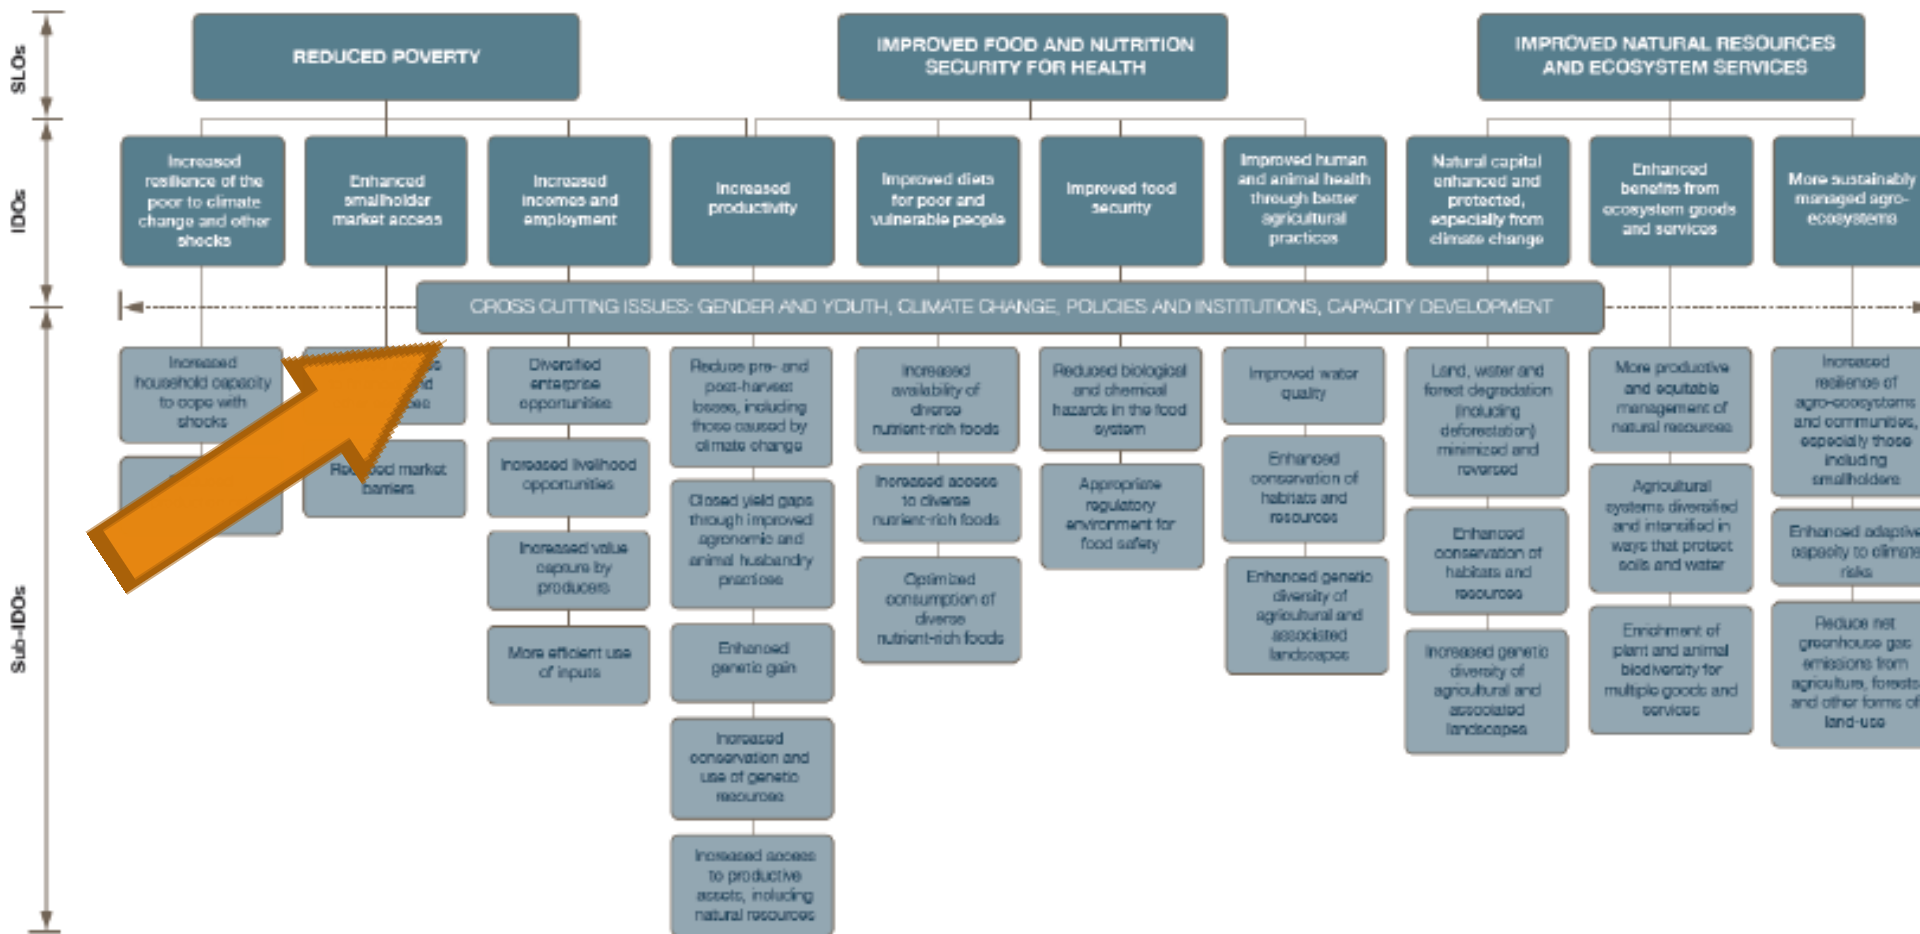 SLOs
REDUCED POVERTY
IMPROVED FOOD AND NUTRITION
SECURITY FOR HEALTH
IMPROVED NATURAL RESOURCES
AND ECOSYSTEM SERVICES
IDOs
Increased
resilience of the
poor to climate
change and other
shocks
Enhanced
smallholder
market access
Increased
incomes and
employment
Increased
productivity
Improved diets
for poor and
vulnerable people
Improved food
security
Improved human
and animal health
through better
agricultural
practices
Natural capital
enhanced and
protected,
especially from
climate change
Enhanced
benefits from
ecosystem goods
and services
More sustainably
managed agro-
ecosystems
CROSS CUTTING ISSUES: GENDER AND YOUTH, CLIMATE CHANGE, POLICIES AND INSTITUTIONS, CAPACITY DEVELOPMENT
Sub-IDOs
Increased
household capacity
to cope with
shocks
market
barriers
Diversified
enterprise
opportunities
Increased livelihood
opportunities
Increased value
capture by
producers
More efficient use
of inputs
Reduce pre- and
post-harvest
losses, including
those caused by
climate change
Closed yield gaps
through improved
agronomic and
animal husbandry
practices
Enhanced
genetic gain
Increased
conservation and
use of genetic
resources
Increased access
to productive
assets, including
natural resources
Increased
availability of
diverse
nutrient-rich foods
Increased access
to diverse
nutrient-rich foods
Optimized
consumption of
diverse
nutrient-rich foods
Reduced biological
and chemical
hazards in the food
system
Appropriate
regulatory
environment for
food safety
Improved water
quality
Enhanced
conservation of
habitats and
resources
Enhanced genetic
diversity of
agricultural and
associated
landscapes
Land, water and
forest degradation
(including
deforestation)
minimized and
reversed
Enhanced
conservation of
habitats and
resources
Increased genetic
diversity of
agricultural and
associated
landscapes
More productive
and equitable
management of
natural resources
Agricultural
systems diversified
and intensified in
ways that protect
soils and water
Enrichment of
plant and animal
biodiversity for
multiple goods and
services
Increased
resilience of
agro-ecosystems
and communities,
especially those
including
smallholders
Enhanced adaptive
capacity to climate
risks
Reduce net
greenhouse gas
emissions from
agriculture, forests
and other forms of
land-use